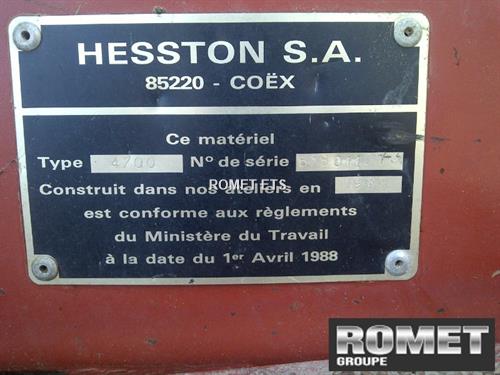 HESSTON S.A.
85220 - COËX
Ce matériel
Type 4700 N° de série
ROMET ETS
Construit dans nos ateliers en
est conforme aux règlements
du Ministère du Travail
à la date du 1er Avril 1988
ROMET
GROUPE